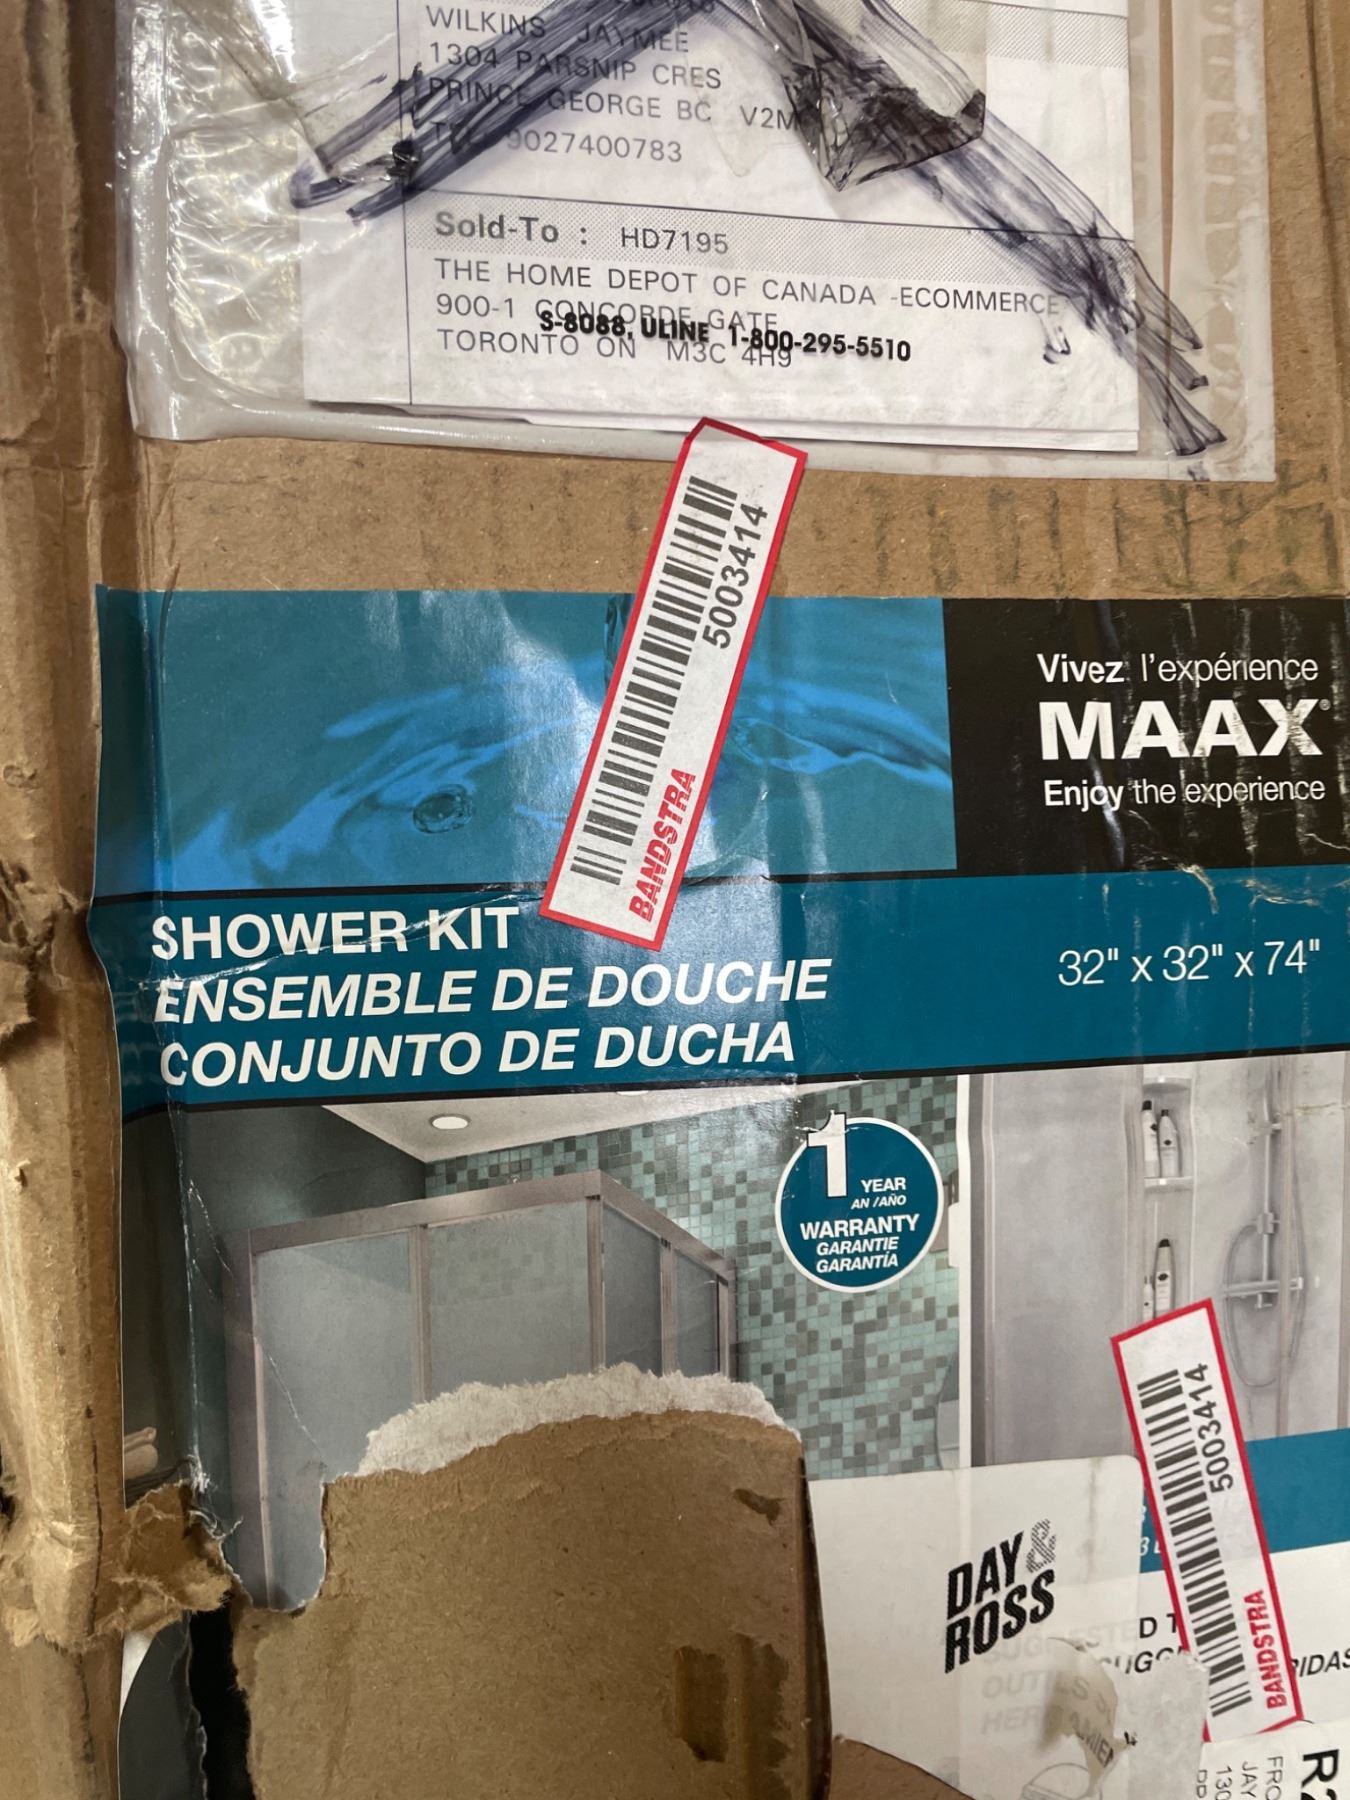 WILKINS JAYMEE
1304 PARSNIP CRES
PRINCE GEORGE BC V2M
9027400783
Sold-To : HD7195
THE HOME DEPOT OF CANADA -ECOMMERCE
900-1 CONCORDE GATE
S-8088, ULINE 1-800-295-5510
TORONTO ON M3C 4H9
5003414
BANDSTRA
Vivez l'expérience
MAAX®
Enjoy the experience
SHOWER KIT
ENSEMBLE DE DOUCHE
CONJUNTO DE DUCHA
32" x 32" x 74"
1 YEAR
AN / AÑO
WARRANTY
GARANTIE
GARANTÍA
5003414
BANDSTRA
DAY &
ROSS